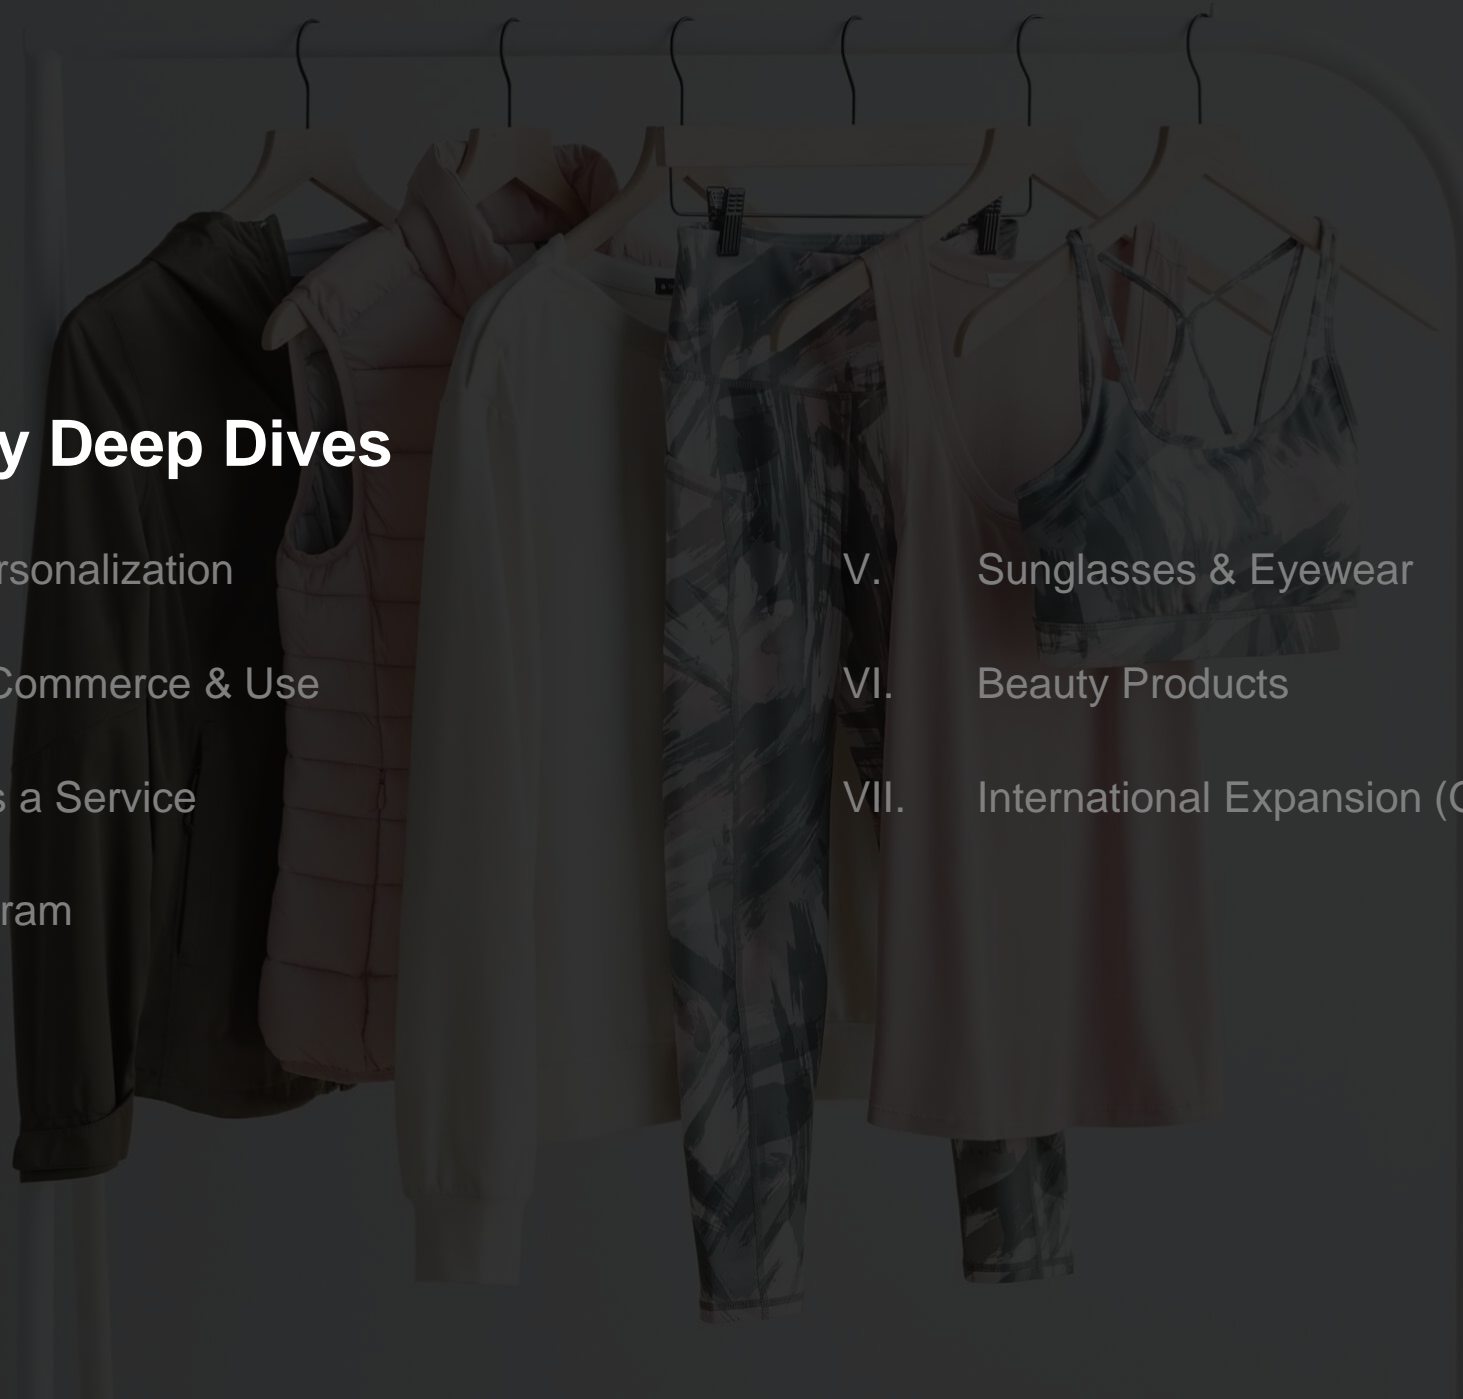 y Deep Dives
rsonalization
Commerce & Use
s a Service
ram
V. Sunglasses & Eyewear
VI. Beauty Products
VII. International Expansion (